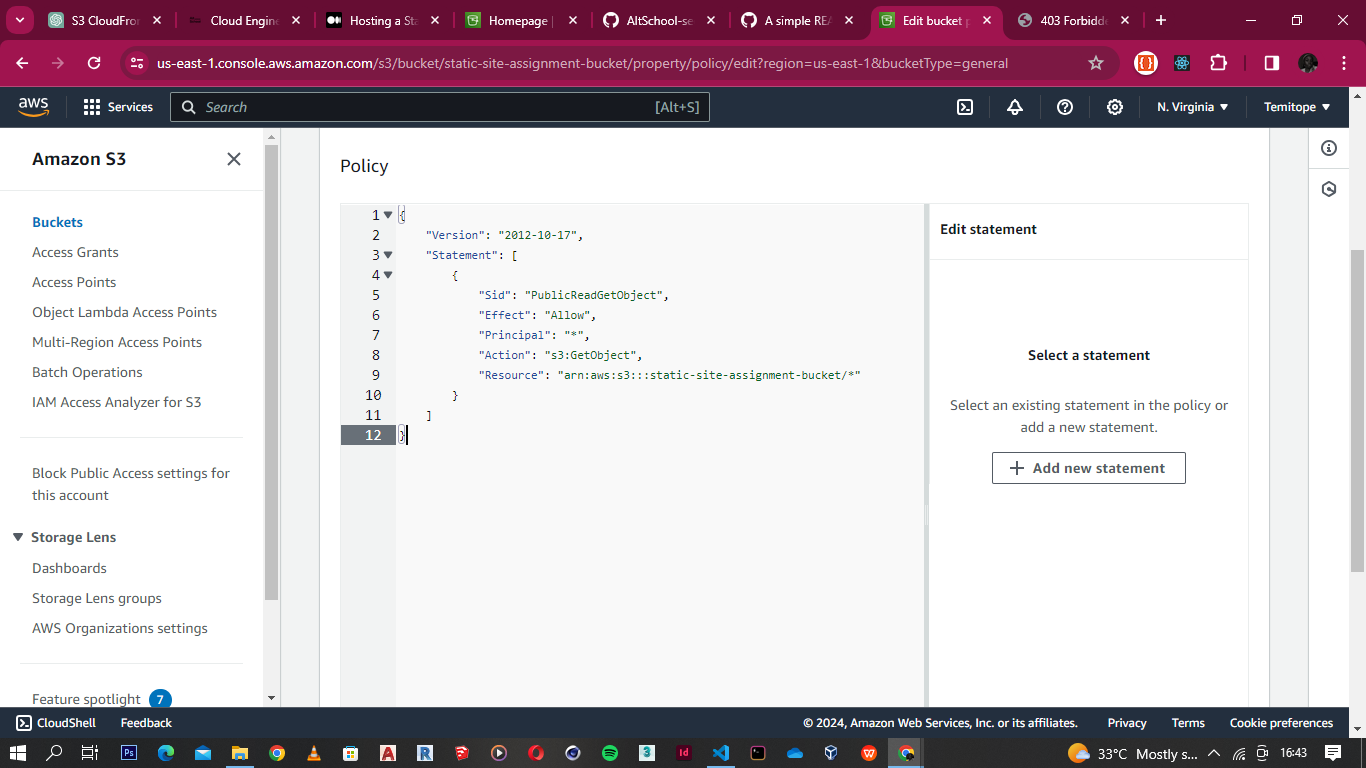 S3 CloudFro
Cloud Engine
Hosting a Sta
Homepage |
AltSchool-se
A simple REA
Edit bucket p
403 Forbidde
us-east-1.console.aws.amazon.com/s3/bucket/static-site-assignment-bucket/property/policy/edit?region=us-east-1&bucketType=general
aws
Services
Search
[Alt+S]
N. Virginia
Temitope
Amazon S3
Buckets
Access Grants
Access Points
Object Lambda Access Points
Multi-Region Access Points
Batch Operations
IAM Access Analyzer for S3
Block Public Access settings for
this account
Storage Lens
Dashboards
Storage Lens groups
AWS Organizations settings
Feature spotlight 7
Policy
1 {
2 "Version": "2012-10-17",
3 "Statement": [
4 {
5 "Sid": "PublicReadGetObject",
6 "Effect": "Allow",
7 "Principal": "*",
8 "Action": "s3:GetObject",
9 "Resource": "arn:aws:s3:::static-site-assignment-bucket/*"
10 }
11 ]
12 }
Edit statement
Select a statement
Select an existing statement in the policy or
add a new statement.
+ Add new statement
CloudShell
Feedback
© 2024, Amazon Web Services, Inc. or its affiliates.
Privacy
Terms
Cookie preferences
33°C Mostly s...
16:43